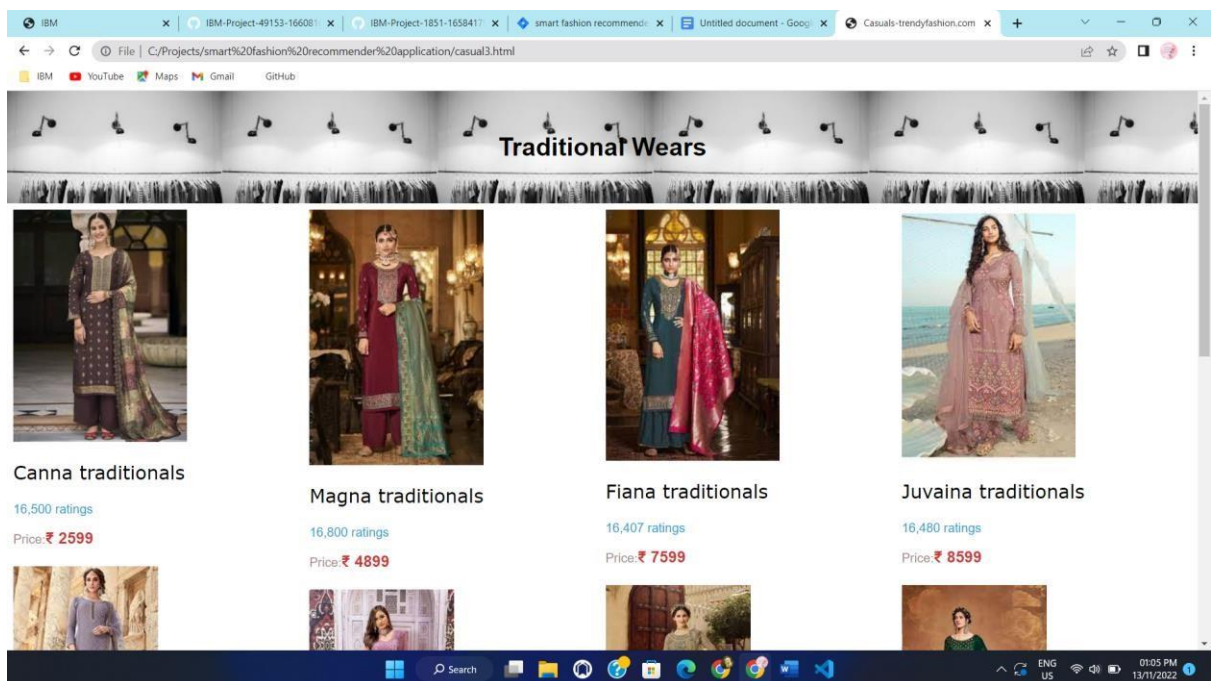 IBM
IBM-Project-49153-16608
IBM-Project-1851-1658417
smart fashion recommende
Untitled document - Goog
Casuals-trendyfashion.com
File | C:/Projects/smart%20fashion%20recommender%20application/casual3.html
IBM YouTube Maps Gmail GitHub
Traditional Wears
Canna traditionals
16,500 ratings
Price:₹ 2599
Magna traditionals
16,800 ratings
Price:₹ 4899
Fiana traditionals
16,407 ratings
Price:₹ 7599
Juvaina traditionals
16,480 ratings
Price:₹ 8599
Search
ENG
US
01:05 PM
13/11/2022
1